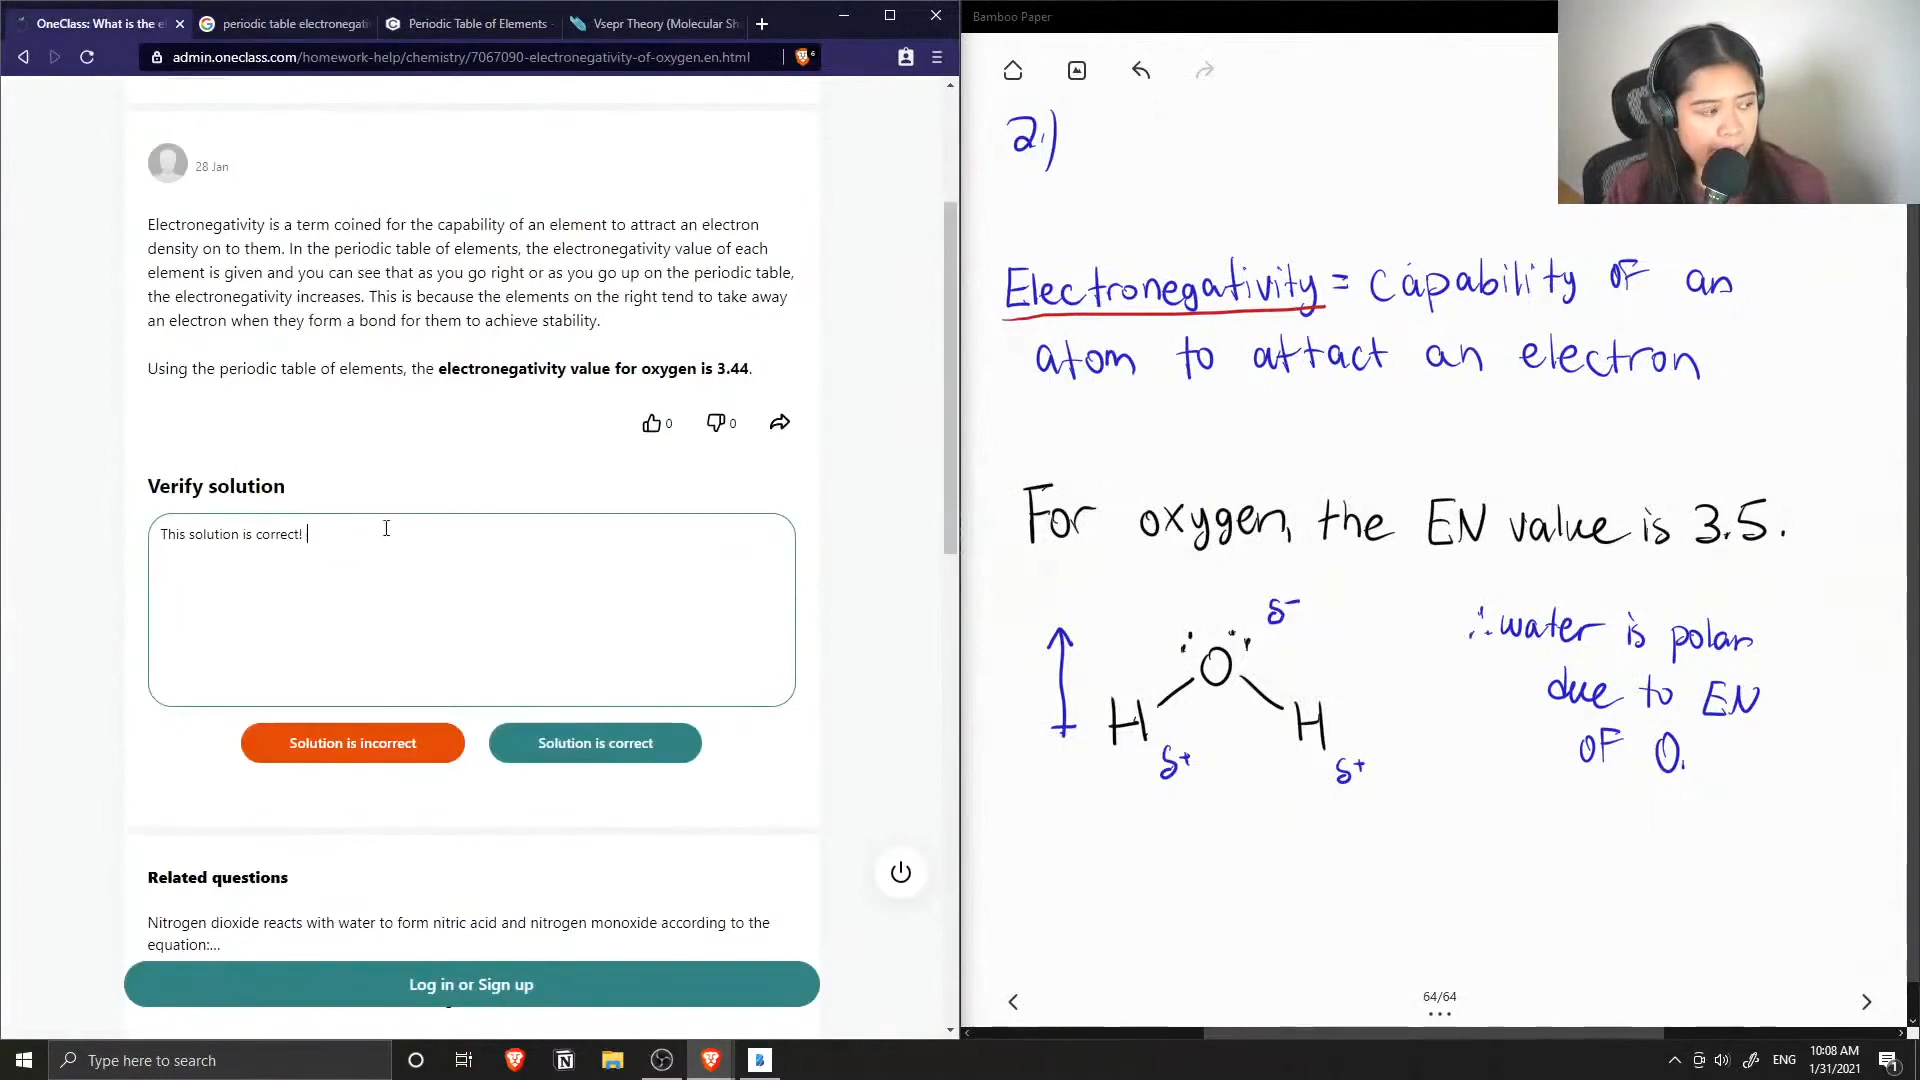 OneClass: What is the e
periodic table electronegati
Periodic Table of Elements -
Vsepr Theory (Molecular Sh
admin.oneclass.com/homework-help/chemistry/7067090-electronegativity-of-oxygen.en.html
6
28 Jan
Electronegativity is a term coined for the capability of an element to attract an electron
density on to them. In the periodic table of elements, the electronegativity value of each
element is given and you can see that as you go right or as you go up on the periodic table,
the electronegativity increases. This is because the elements on the right tend to take away
an electron when they form a bond for them to achieve stability.
Using the periodic table of elements, the electronegativity value for oxygen is 3.44.
0
0
Verify solution
This solution is correct!
Solution is incorrect
Solution is correct
Related questions
Nitrogen dioxide reacts with water to form nitric acid and nitrogen monoxide according to the
equation:...
Log in or Sign up
Bamboo Paper
2.)
Electronegativity = capability of an
atom to attact an electron
For oxygen, the EN value is 3.5.
δ-
O
H
H
δ+
δ+
∴ water is polar
due to EN
OF O.
64/64
Type here to search
ENG
10:08 AM
1/31/2021
1